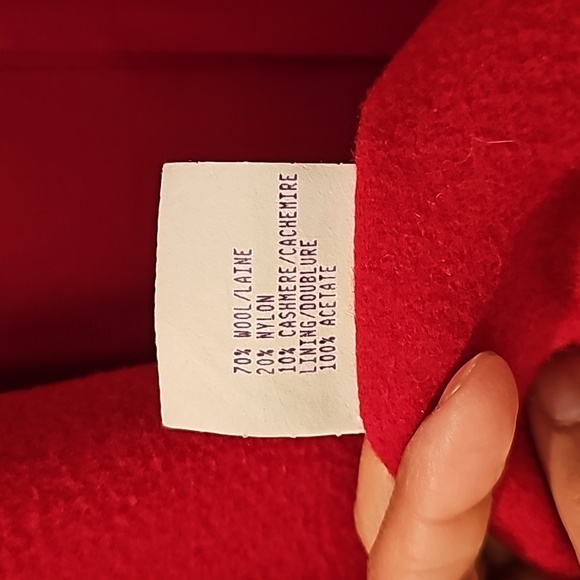 70% WOOL/LAINE
20% NYLON
10% CASHMERE/CACHEMIRE
LINING/DOUBLURE
100% ACETATE